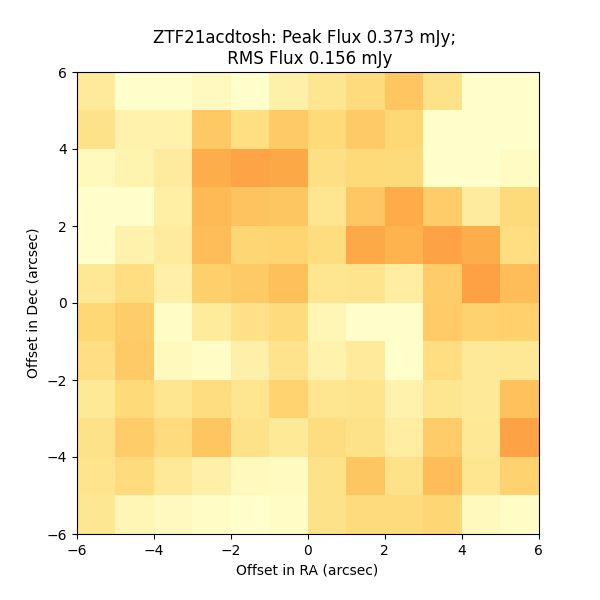 ZTF21acdtosh: Peak Flux 0.373 mJy;
RMS Flux 0.156 mJy
6
4
2
0
−2
−4
−6
Offset in Dec (arcsec)
−6 −4 −2 0 2 4 6
Offset in RA (arcsec)